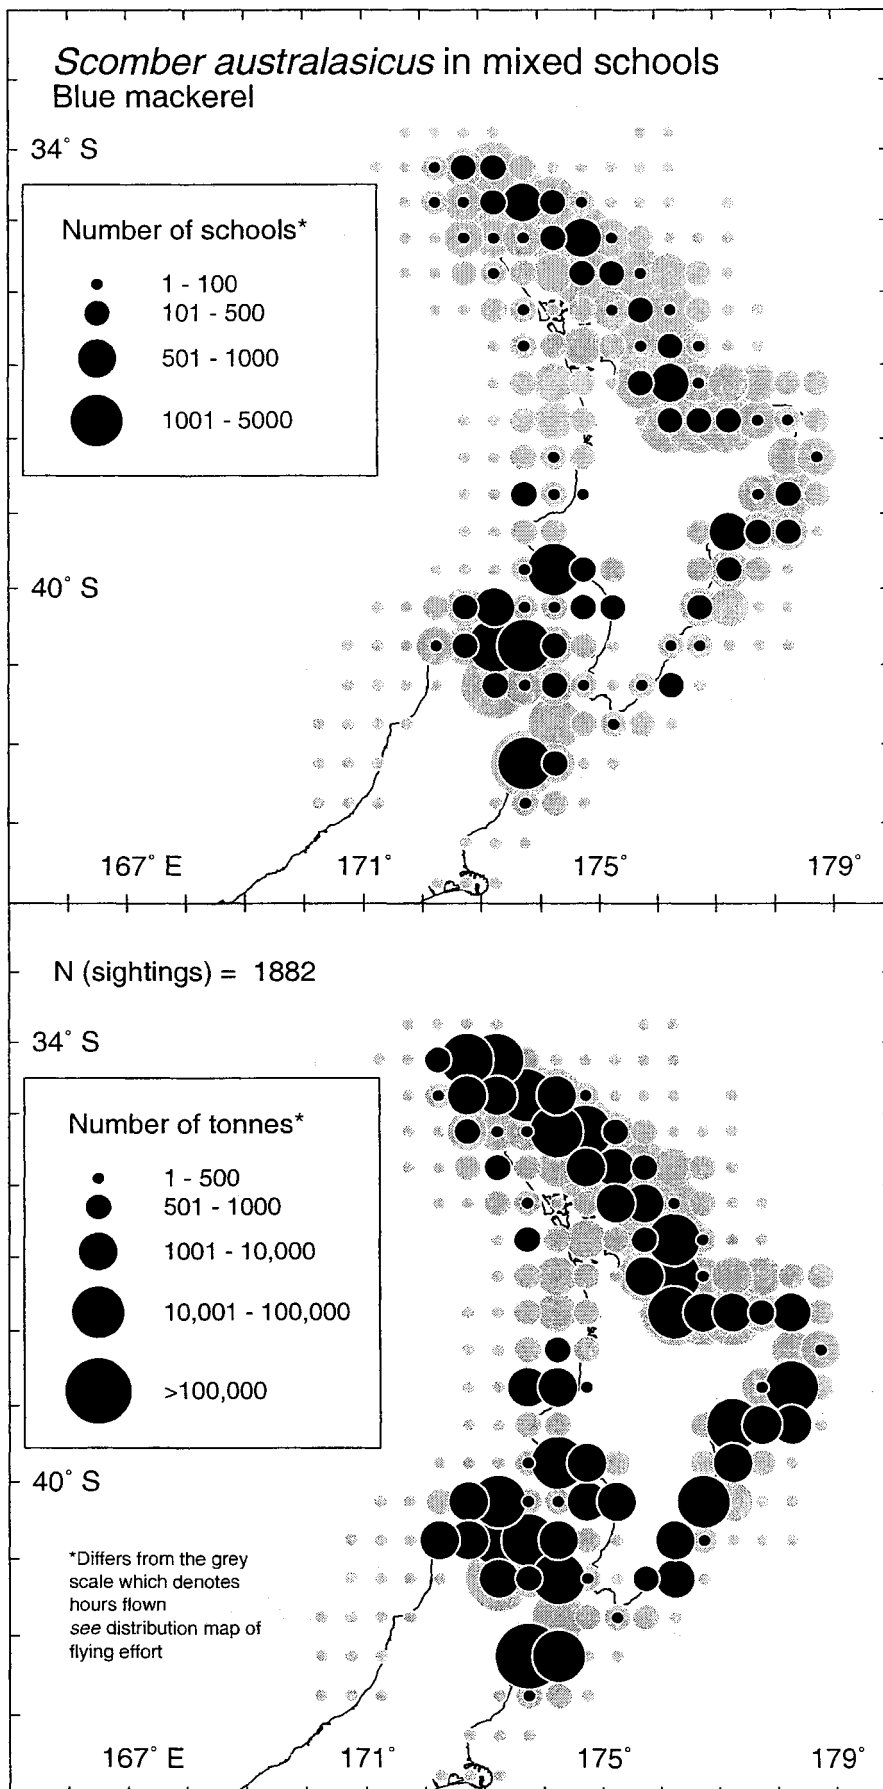 Scomber australasicus in mixed schools
Blue mackerel
34° S
Number of schools*
1 - 100
101 - 500
501 - 1000
1001 - 5000
40° S
167° E
171°
175°
179°
N (sightings) = 1882
34° S
Number of tonnes*
1 - 500
501 - 1000
1001 - 10,000
10,001 - 100,000
>100,000
40° S
*Differs from the grey
scale which denotes
hours flown
see distribution map of
flying effort
167° E
171°
175°
179°